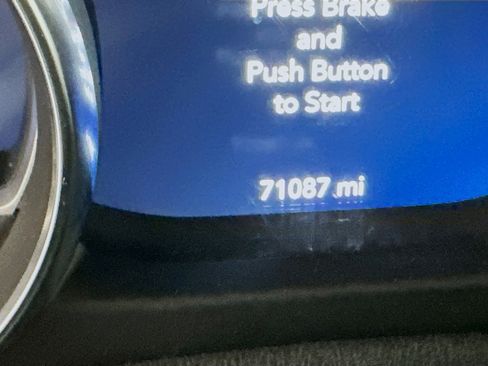 Press Brake
and
Push Button
to Start
71087 mi